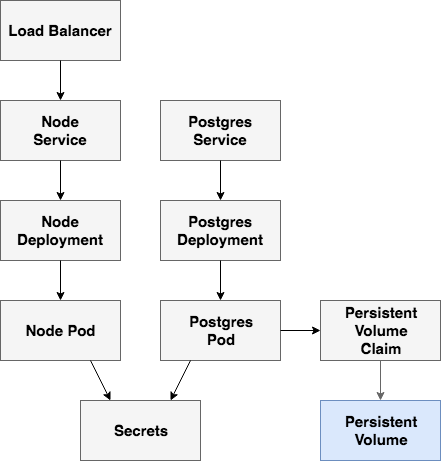 Load Balancer
Node
Service
Postgres
Service
Node
Deployment
Postgres
Deployment
Node Pod
Postgres
Pod
Persistent
Volume
Claim
Secrets
Persistent
Volume